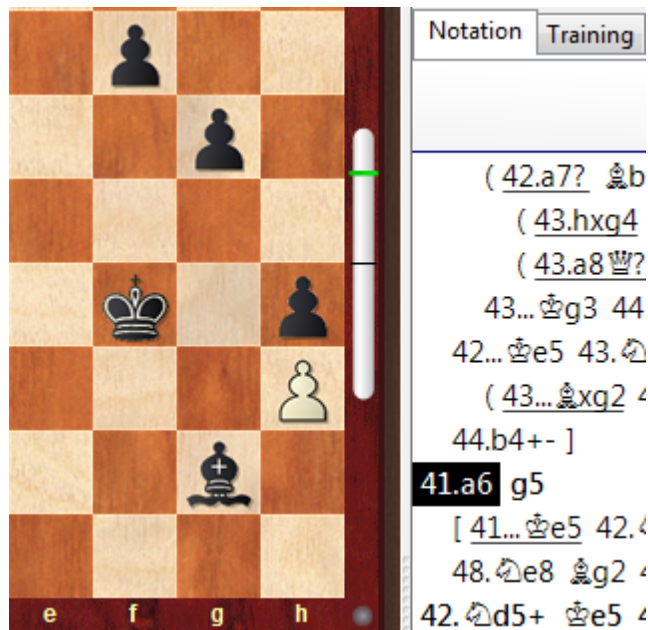 Notation Training
( 42.a7? ♗b
( 43.hxg4
( 43.a8♕?
43...♔g3 44
42...♔e5 43.♘
( 43...♗xg2 4
44.b4+- ]
41.a6 g5
[ 41...♔e5 42.♘
48.♘e8 ♗g2 4
42.♘d5+ ♔e5 4
e f g h